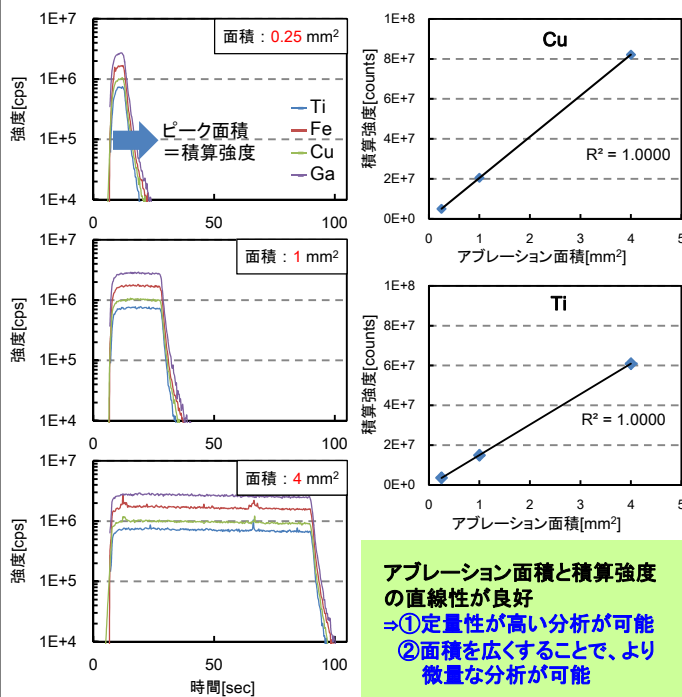 1E+7
1E+6
1E+5
1E+4
強度[cps]
面積：0.25 mm²
ピーク面積
＝積算強度
Ti
Fe
Cu
Ga
0
50
100
1E+7
1E+6
1E+5
1E+4
強度[cps]
面積：1 mm²
0
50
100
1E+7
1E+6
1E+5
1E+4
強度[cps]
面積：4 mm²
0
50
100
時間[sec]
1E+8
8E+7
6E+7
4E+7
2E+7
0E+0
積算強度[counts]
Cu
R² = 1.0000
0
1
2
3
4
5
アブレーション面積[mm²]
1E+8
8E+7
6E+7
4E+7
2E+7
0E+0
積算強度[counts]
Ti
R² = 1.0000
0
1
2
3
4
5
アブレーション面積[mm²]
アブレーション面積と積算強度
の直線性が良好
⇒①定量性が高い分析が可能
②面積を広くすることで、より
微量な分析が可能